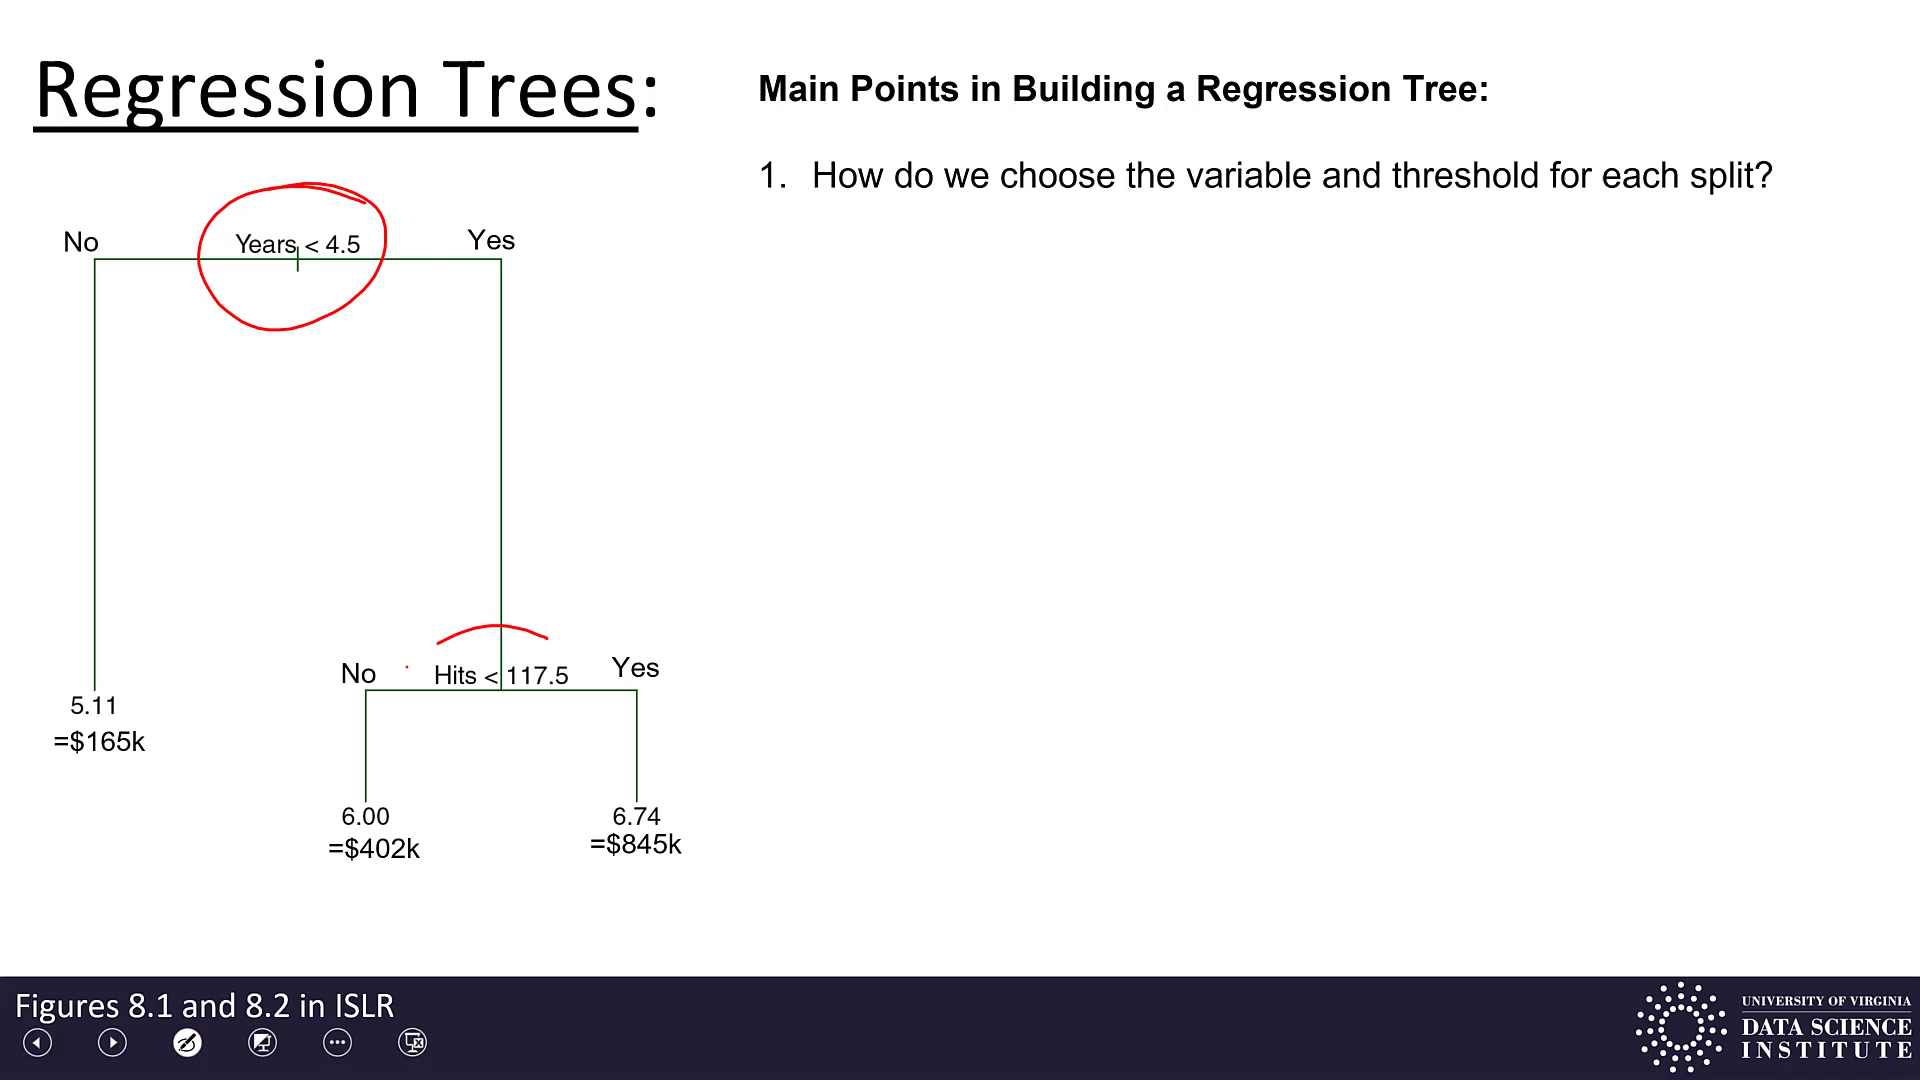 Regression Trees:
Main Points in Building a Regression Tree:
1. How do we choose the variable and threshold for each split?
No
Years < 4.5
Yes
No
Hits < 117.5
Yes
5.11
=$165k
6.00
=$402k
6.74
=$845k
Figures 8.1 and 8.2 in ISLR
UNIVERSITY OF VIRGINIA
DATA SCIENCE
INSTITUTE